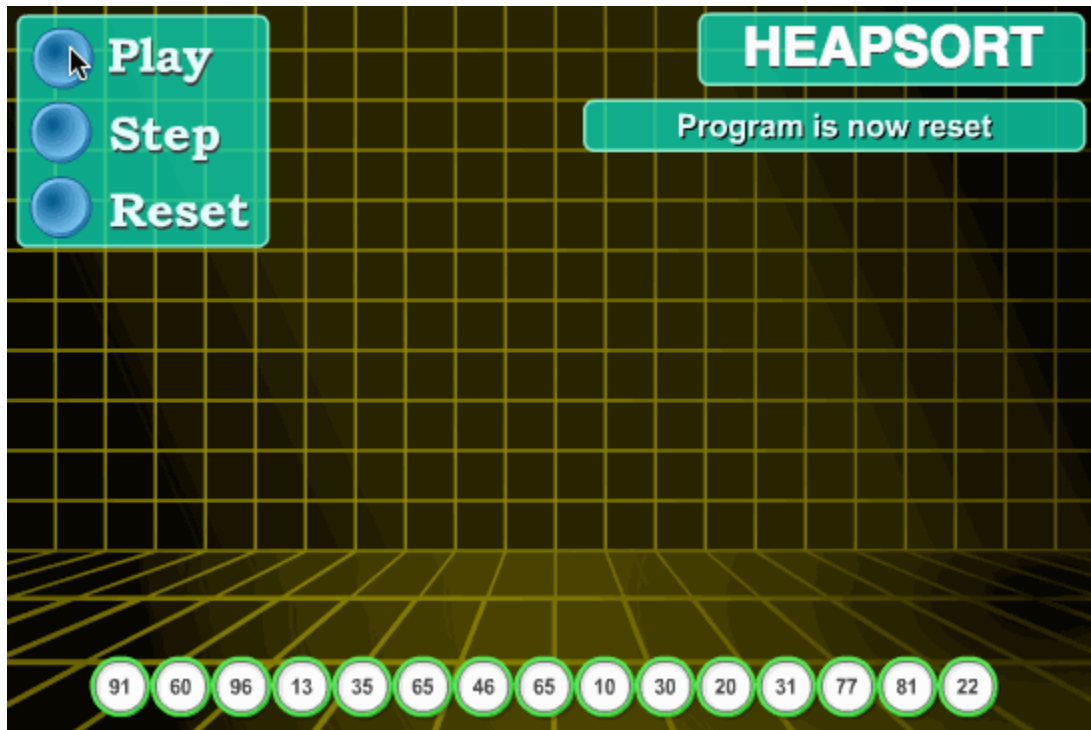 Play
Step
Reset
HEAPSORT
Program is now reset
91 60 96 13 35 65 46 65 10 30 20 31 77 81 22